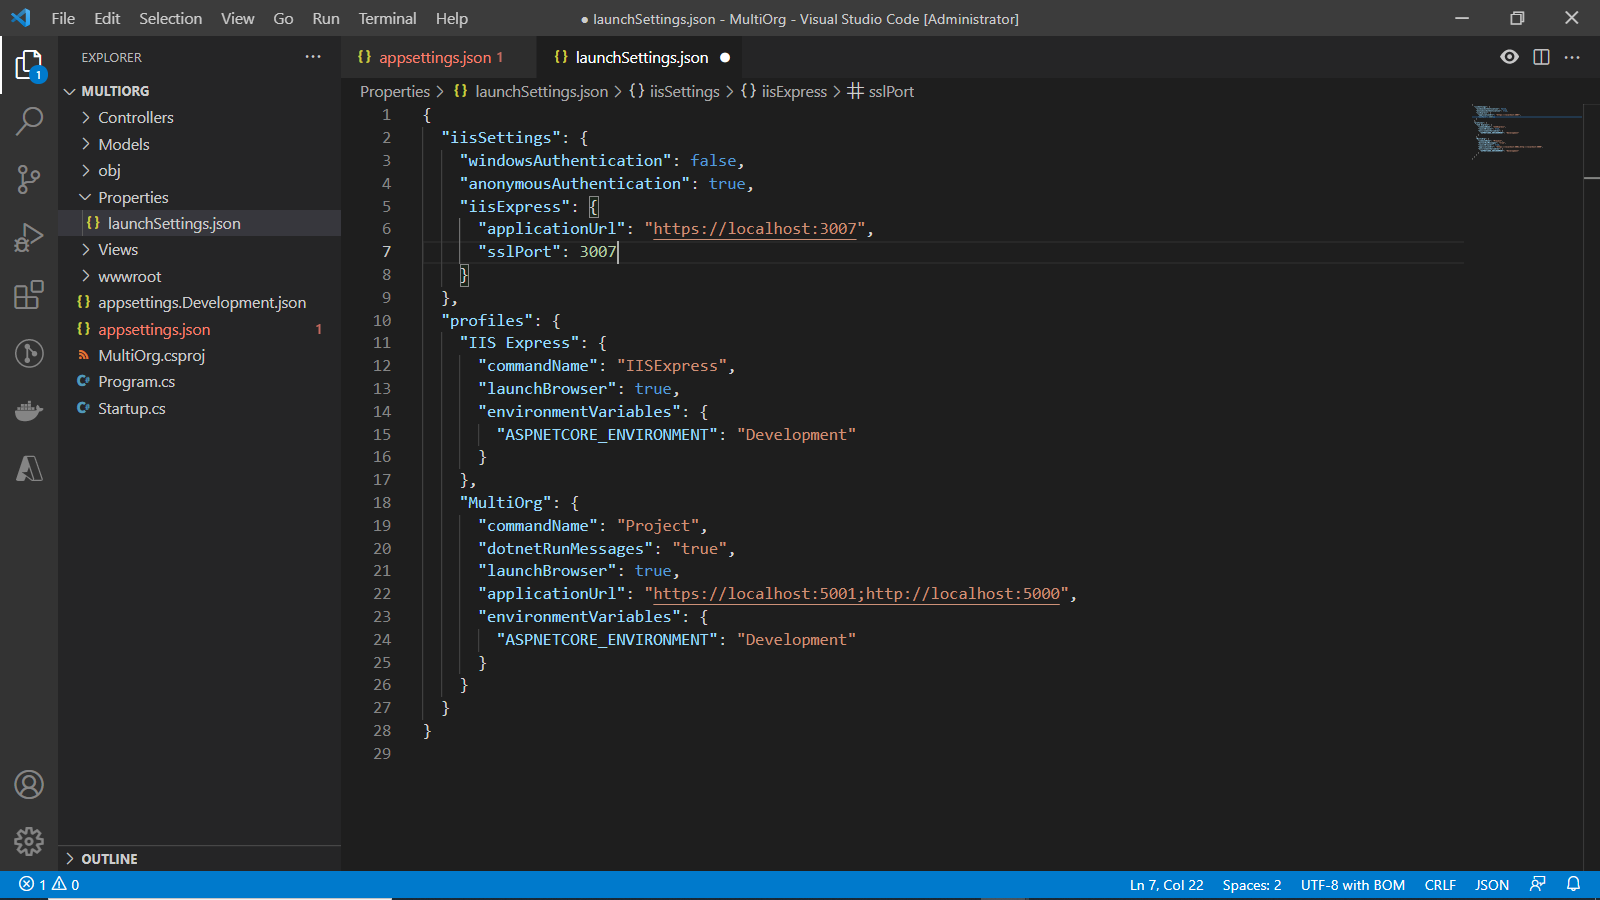 File Edit Selection View Go Run Terminal Help
● launchSettings.json - MultiOrg - Visual Studio Code [Administrator]
EXPLORER
MULTIORG
Controllers
Models
obj
Properties
{} launchSettings.json
Views
wwwroot
{} appsettings.Development.json
{} appsettings.json 1
MultiOrg.csproj
C# Program.cs
C# Startup.cs
OUTLINE
1
{} appsettings.json 1
{} launchSettings.json ●
Properties > {} launchSettings.json > {} iisSettings > {} iisExpress > # sslPort
1 {
2 "iisSettings": {
3 "windowsAuthentication": false,
4 "anonymousAuthentication": true,
5 "iisExpress": {
6 "applicationUrl": "https://localhost:3007",
7 "sslPort": 3007
8 }
9 },
10 "profiles": {
11 "IIS Express": {
12 "commandName": "IISExpress",
13 "launchBrowser": true,
14 "environmentVariables": {
15 "ASPNETCORE_ENVIRONMENT": "Development"
16 }
17 },
18 "MultiOrg": {
19 "commandName": "Project",
20 "dotnetRunMessages": "true",
21 "launchBrowser": true,
22 "applicationUrl": "https://localhost:5001;http://localhost:5000",
23 "environmentVariables": {
24 "ASPNETCORE_ENVIRONMENT": "Development"
25 }
26 }
27 }
28 }
29
1 0
Ln 7, Col 22 Spaces: 2 UTF-8 with BOM CRLF JSON